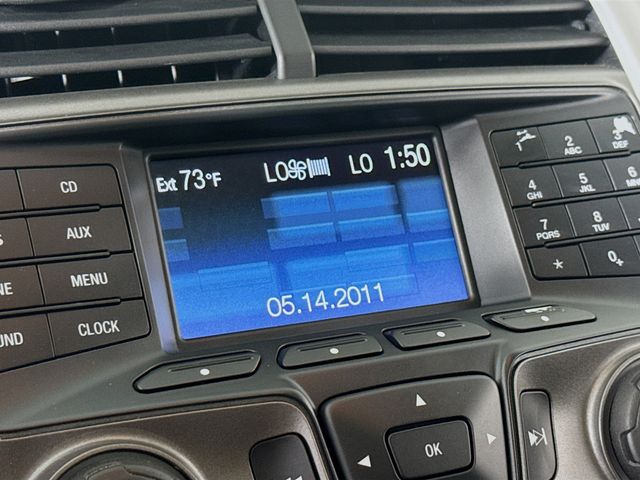 Ext 73°F LO LO 1:50
05.14.2011
CD
AUX
MENU
CLOCK
2 ABC
3 DEF
4 GHI
5 JKL
6 MNO
7 PQRS
8 TUV
*
0
OK